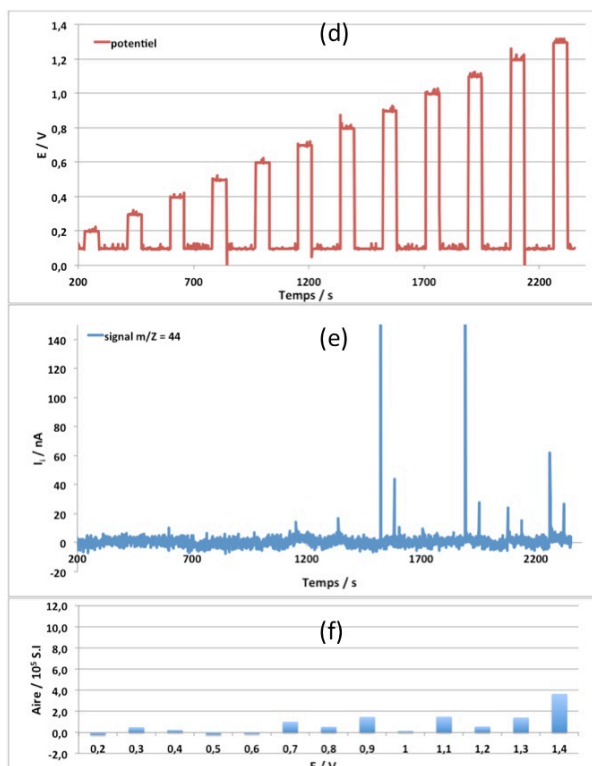 (d)
potentiel
1,4
1,2
1,0
0,8
0,6
0,4
0,2
0,0
E / V
200 700 1200 1700 2200
Temps / s
(e)
signal m/Z = 44
140
120
100
80
60
40
20
0
-20
Iᵢ / nA
200 700 1200 1700 2200
Temps / s
(f)
12,0
10,0
8,0
6,0
4,0
2,0
0,0
-2,0
Aire / 10⁵ S.I
0,2 0,3 0,4 0,5 0,6 0,7 0,8 0,9 1 1,1 1,2 1,3 1,4
E / V